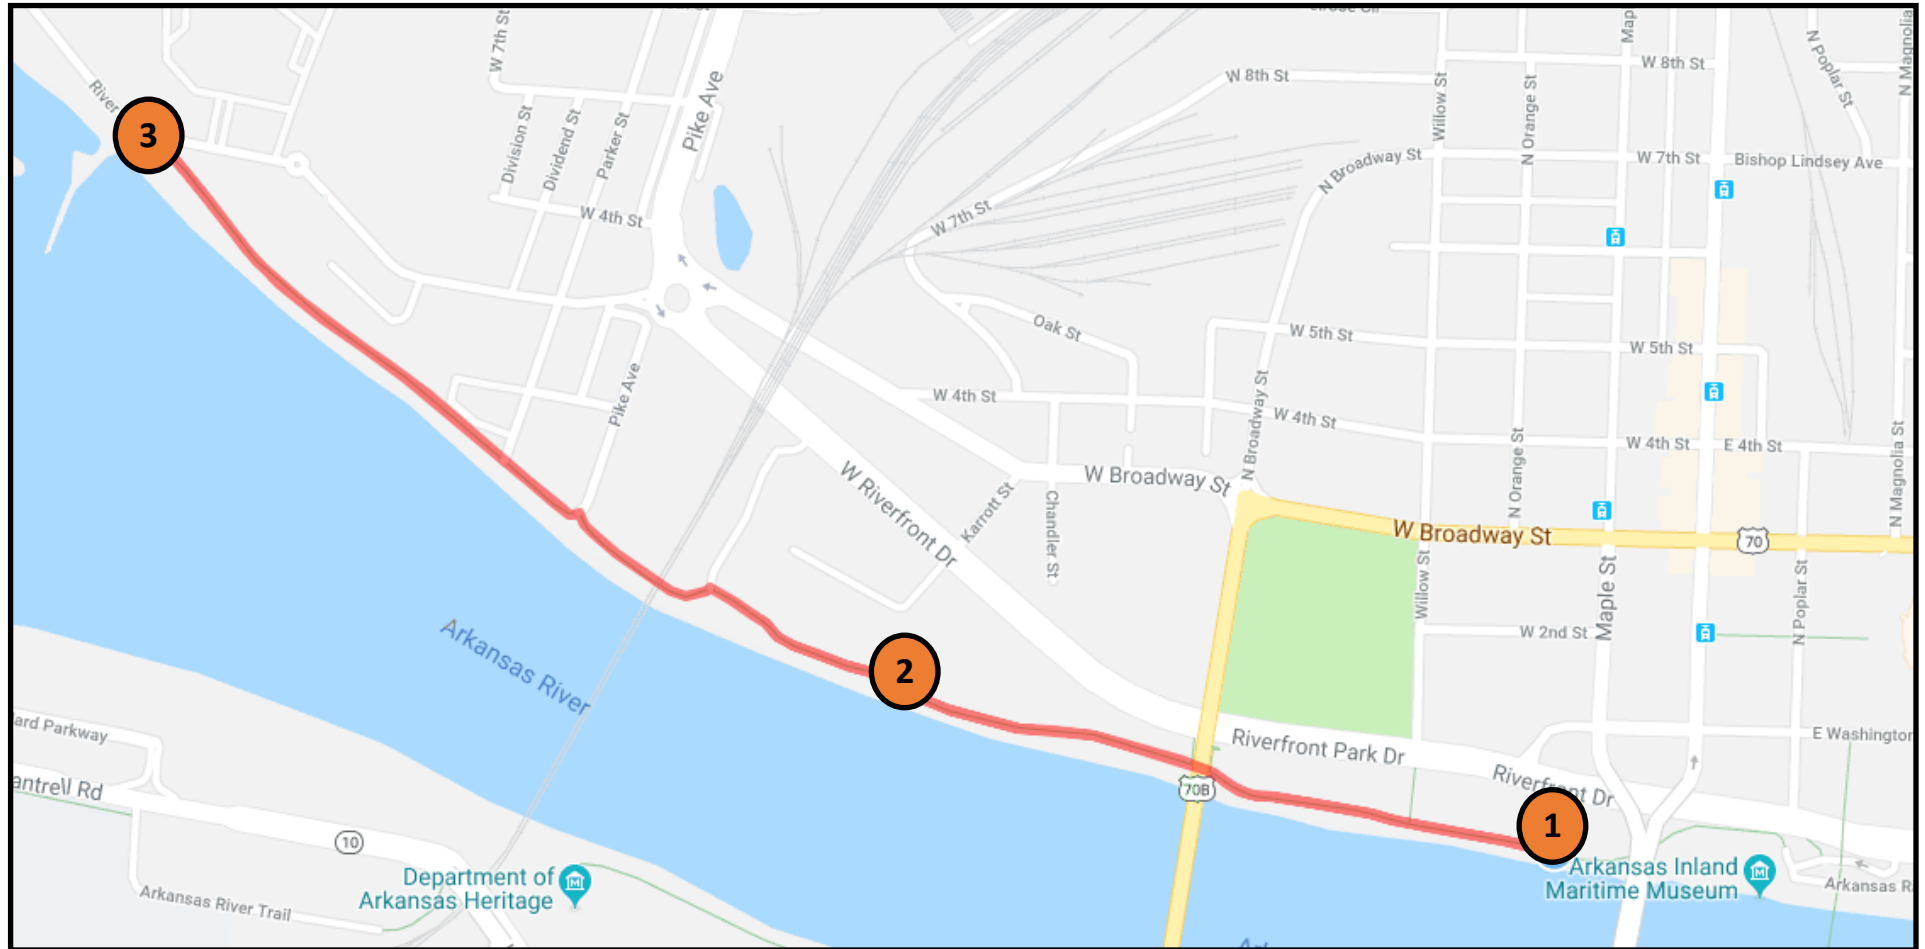 W 7th St
Map
N Poplar St
N Magnolia
W 8th St
W 8th St
River
3
Division St
Dividend St
Parker St
Pike Ave
Willow St
N Orange St
N Broadway St
W 7th St
Bishop Lindsey Ave
W 4th St
W 7th St
Oak St
W 5th St
W 5th St
Pike Ave
W 4th St
N Broadway St
W 4th St
W 4th St
E 4th St
N Orange St
N Magnolia St
W Riverfront Dr
W Broadway St
Karrott St
Chandler St
W Broadway St
70
Willow St
Maple St
N Poplar St
W 2nd St
Arkansas River
2
ard Parkway
antrell Rd
10
Riverfront Park Dr
E Washington
Riverfront Dr
70B
1
Department of
Arkansas Heritage
Arkansas River Trail
Arkansas Inland
Maritime Museum
Arkansas R
Ar